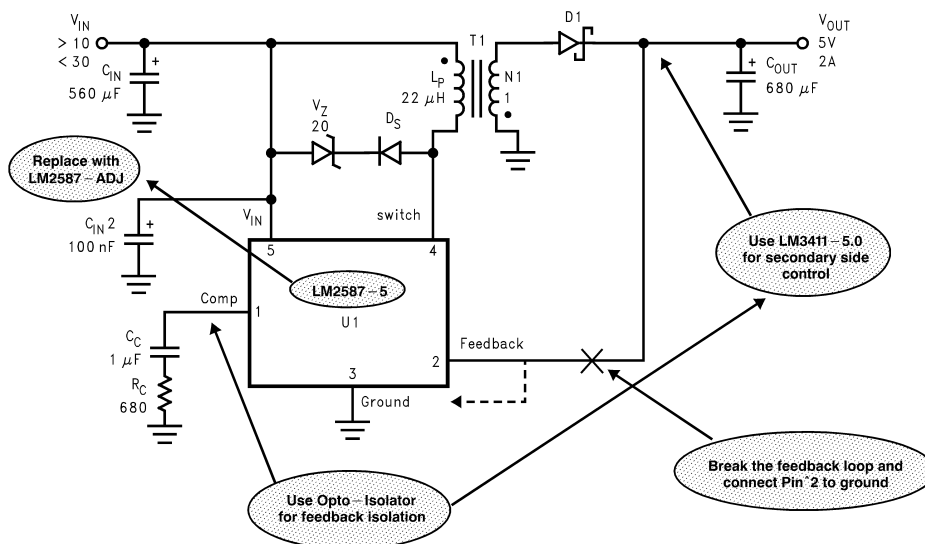 V_IN
> 10
< 30
C_IN
560 μF
+
V_Z
20
D_S
T1
L_P
22 μH
N1
1
D1
V_OUT
5V
2A
+
C_OUT
680 μF
Replace with
LM2587-ADJ
C_IN 2
100 nF
+
V_IN
switch
5
4
LM2587-5
U1
Comp
1
C_C
1 μF
R_C
680
3
Ground
2
Feedback
Use LM3411-5.0
for secondary side
control
Use Opto-Isolator
for feedback isolation
Break the feedback loop and
connect Pin^2 to ground